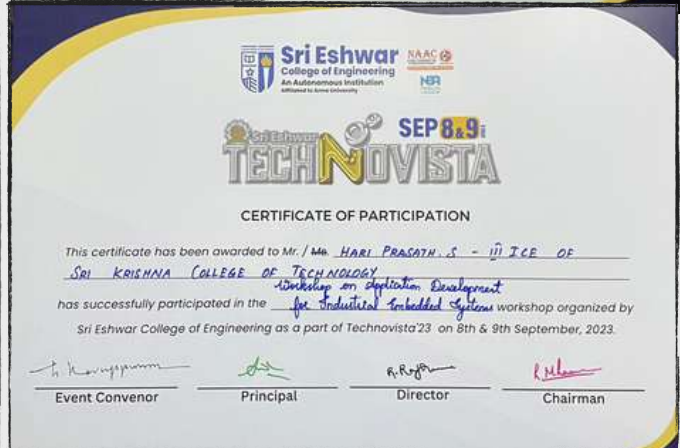 Sri Eshwar
College of Engineering
An Autonomous Institution
Affiliated to Anna University
NAAC
NBA
Sri Eshwar
SEP 8&9
TECHNOVISTA
CERTIFICATE OF PARTICIPATION
This certificate has been awarded to Mr. / Ms. HARI PRASATH. S - III ICE OF
SRI KRISHNA COLLEGE OF TECHNOLOGY
Workshop on Application Development
has successfully participated in the for Industrial Embedded Systems workshop organized by
Sri Eshwar College of Engineering as a part of Technovista'23 on 8th & 9th September, 2023.
Event Convenor
Principal
Director
Chairman